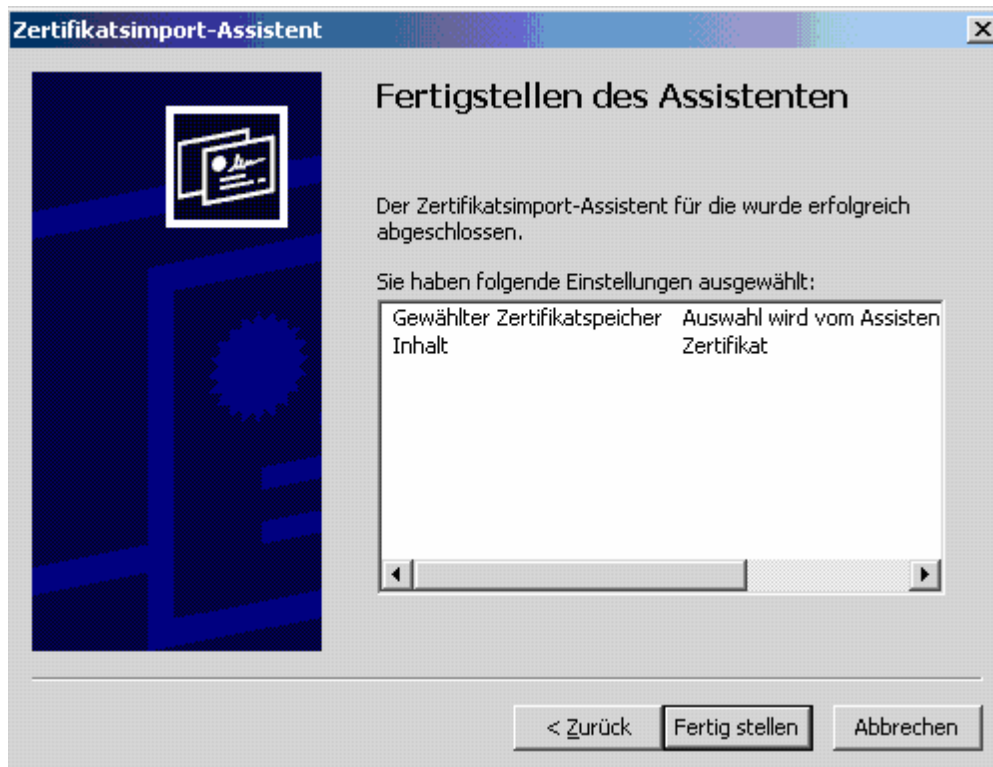 Zertifikatsimport-Assistent
Fertigstellen des Assistenten
Der Zertifikatsimport-Assistent für die wurde erfolgreich
abgeschlossen.
Sie haben folgende Einstellungen ausgewählt:
Gewählter Zertifikatspeicher Auswahl wird vom Assisten
Inhalt Zertifikat
< Zurück Fertig stellen Abbrechen